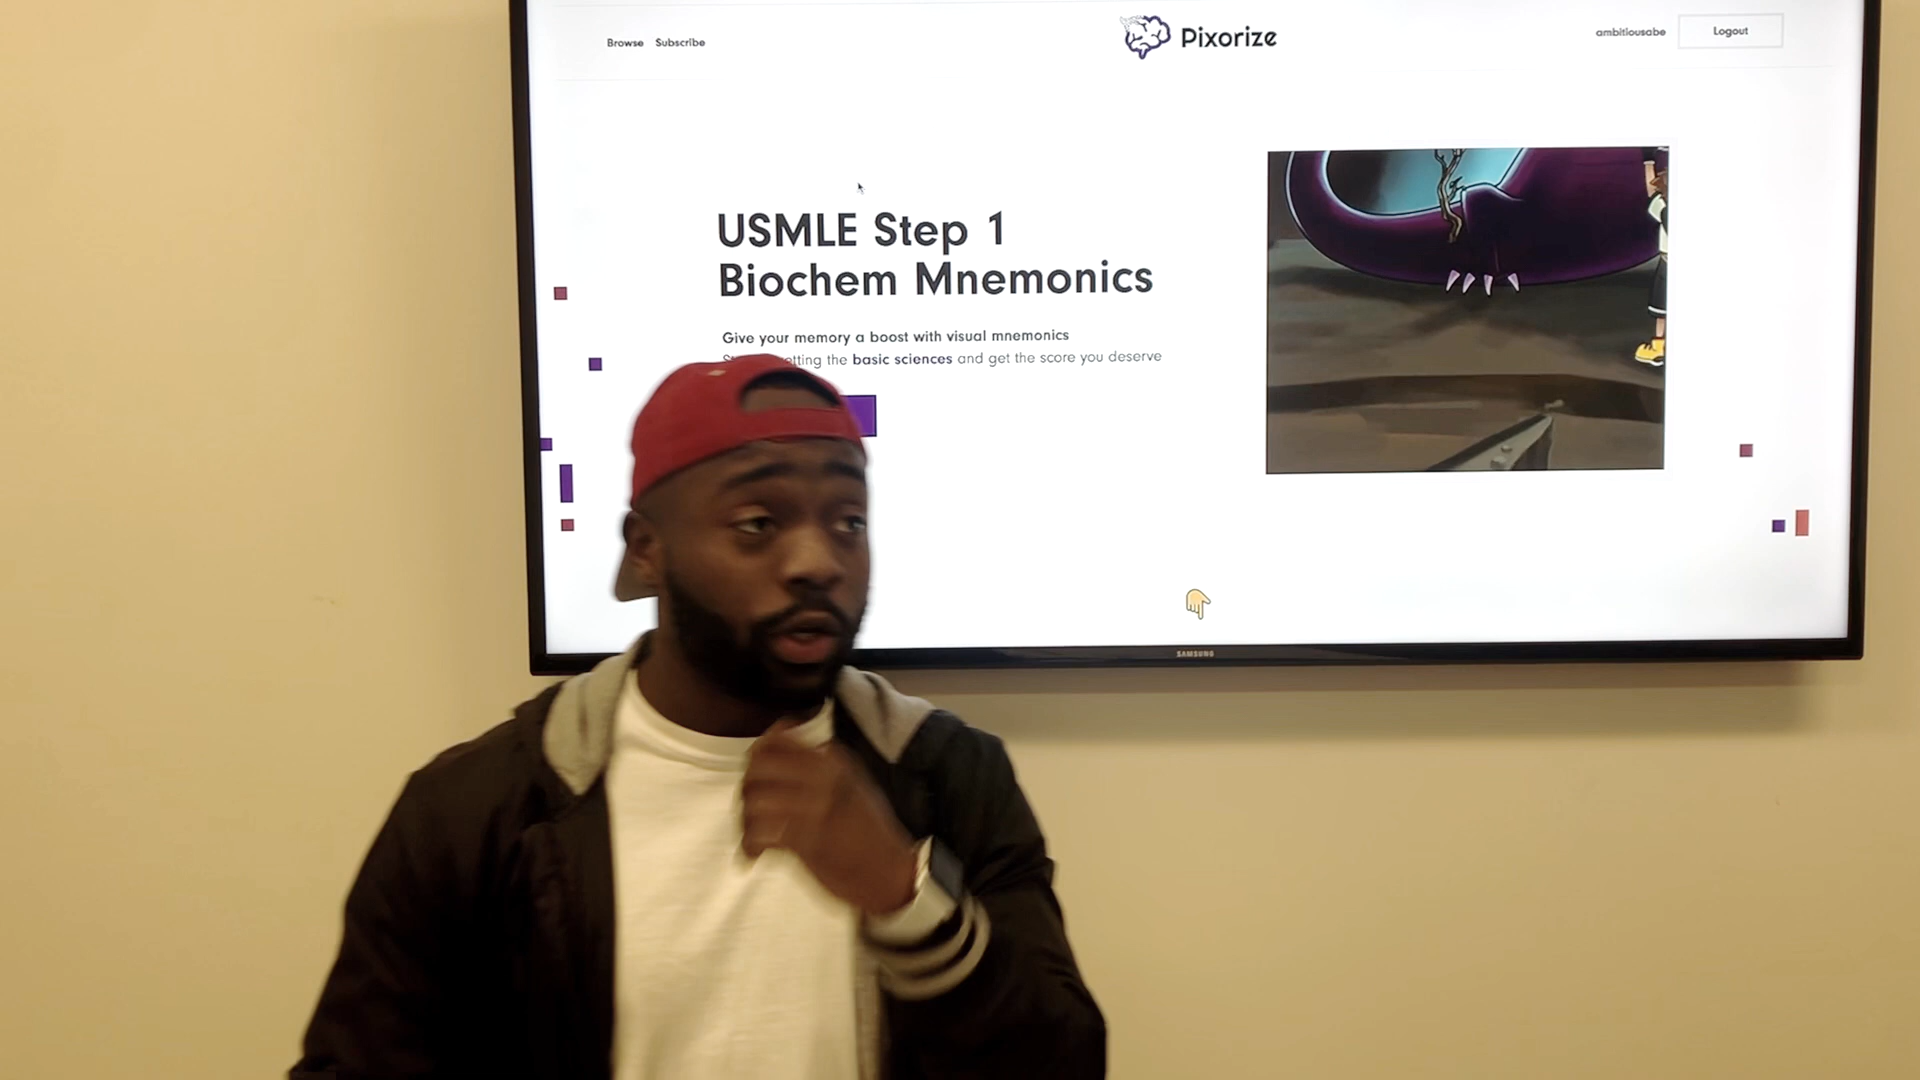 Browse Subscribe
Pixorize
ambitiousabe
Logout
USMLE Step 1
Biochem Mnemonics
Give your memory a boost with visual mnemonics
the basic sciences and get the score you deserve
SAMSUNG